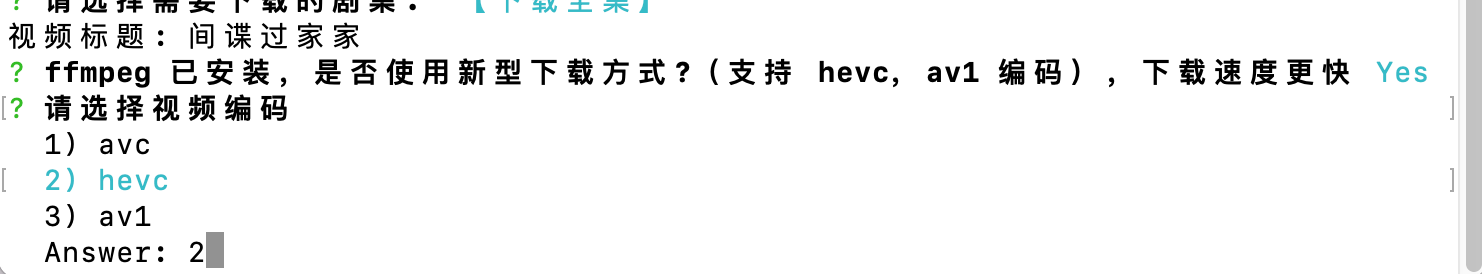 ? 请选择需要下载的剧集： 【下载全集】
视频标题: 间谍过家家
? ffmpeg 已安装, 是否使用新型下载方式?(支持 hevc, av1 编码), 下载速度更快 Yes
[? 请选择视频编码 ]
1) avc
[ 2) hevc ]
3) av1
Answer: 2